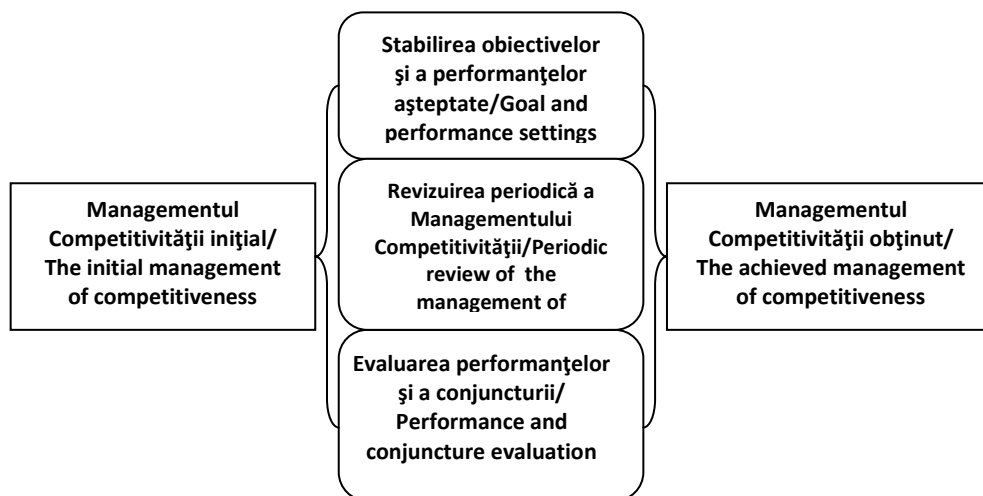 Stabilirea obiectivelor
şi a performanţelor
aşteptate/Goal and
performance settings
Managementul
Competitivităţii iniţial/
The initial management
of competitiveness
Revizuirea periodică a
Managementului
Competitivităţii/Periodic
review of the
management of
Managementul
Competitivităţii obţinut/
The achieved management
of competitiveness
Evaluarea performanţelor
şi a conjuncturii/
Performance and
conjuncture evaluation